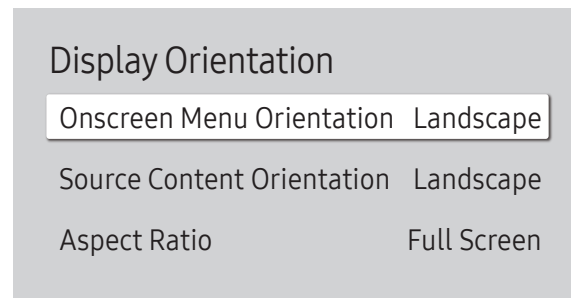 Display Orientation
Onscreen Menu Orientation Landscape
Source Content Orientation Landscape
Aspect Ratio Full Screen